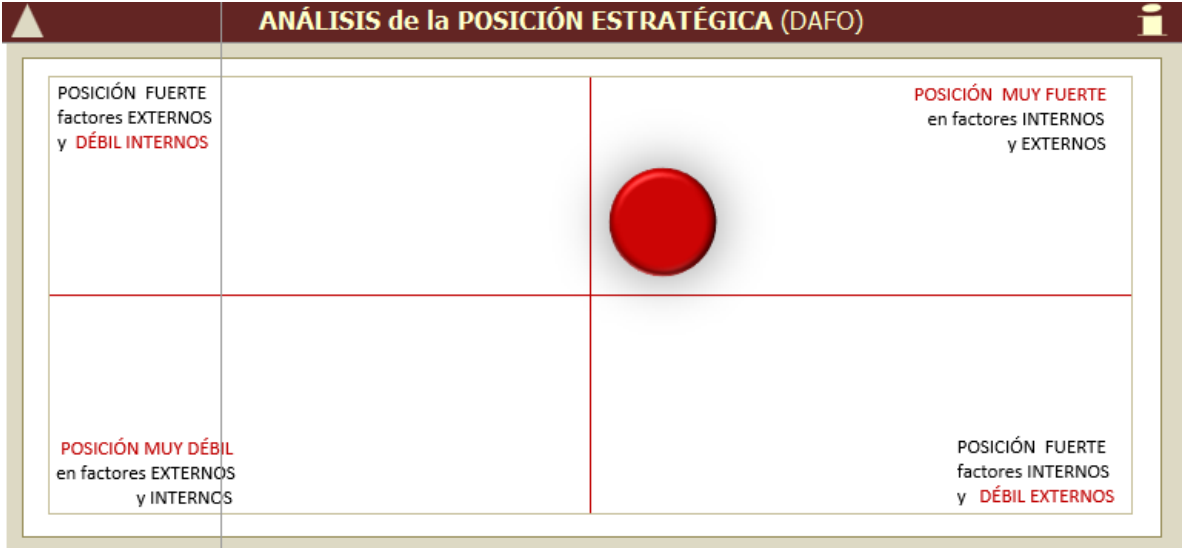 ANÁLISIS de la POSICIÓN ESTRATÉGICA (DAFO)
POSICIÓN FUERTE
factores EXTERNOS
y DÉBIL INTERNOS
POSICIÓN MUY FUERTE
en factores INTERNOS
y EXTERNOS
POSICIÓN MUY DÉBIL
en factores EXTERNOS
y INTERNOS
POSICIÓN FUERTE
factores INTERNOS
y DÉBIL EXTERNOS